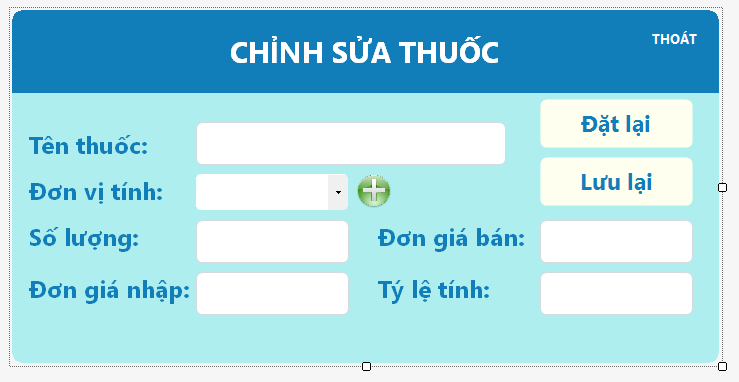 CHỈNH SỬA THUỐC
THOÁT
Tên thuốc:
Đặt lại
Đơn vị tính:
Lưu lại
Số lượng:
Đơn giá bán:
Đơn giá nhập:
Tỷ lệ tính: